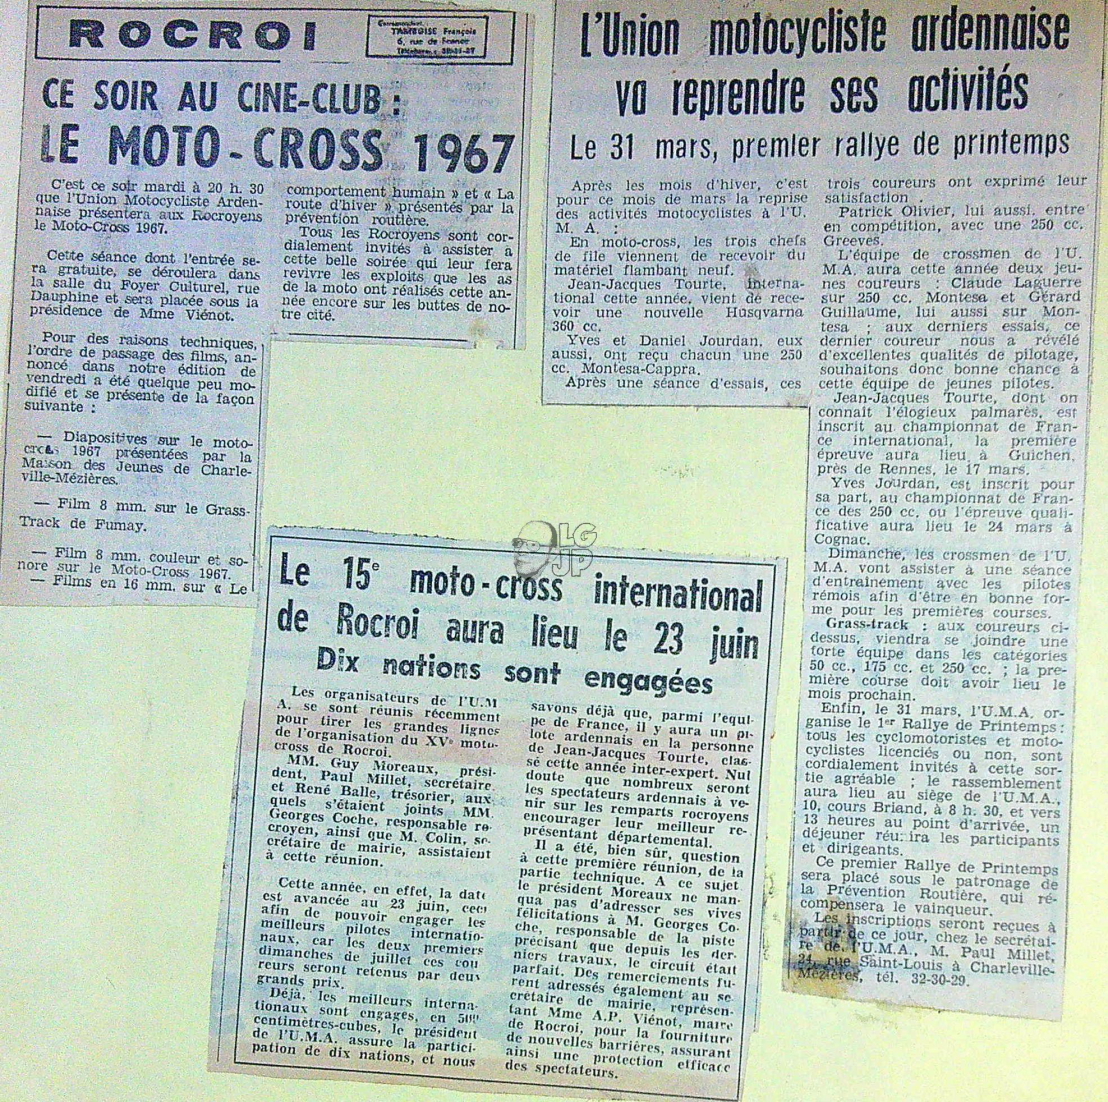 ROCROI
Correspondant :
TAMBOISE François
6, rue de France
CE SOIR AU CINE-CLUB :
LE MOTO-CROSS 1967
C'est ce soir mardi à 20 h. 30
que l'Union Motocycliste Arden-
naise présentera aux Rocroyens
le Moto-Cross 1967.
Cette séance dont l'entrée se-
ra gratuite, se déroulera dans
la salle du Foyer Culturel, rue
Dauphine et sera placée sous la
présidence de Mme Viénot.
Pour des raisons techniques,
l'ordre de passage des films, an-
noncé dans notre édition de
vendredi a été quelque peu mo-
difié et se présente de la façon
suivante :
— Diapositives sur le moto-
cross 1967 présentées par la
Maison des Jeunes de Charle-
ville-Mézières.
— Film 8 mm. sur le Grass-
Track de Fumay.
— Film 8 mm. couleur et so-
nore sur le Moto-Cross 1967.
— Films en 16 mm. sur « Le
comportement humain » et « La
route d'hiver » présentés par la
prévention routière.
Tous les Rocroyens sont cor-
dialement invités à assister a
cette belle soirée qui leur fera
revivre les exploits que les as
de la moto ont réalisés cette an-
née encore sur les buttes de no-
tre cité.
L'Union motocycliste ardennaise
va reprendre ses activités
Le 31 mars, premier rallye de printemps
Après les mois d'hiver, c'est
pour ce mois de mars la reprise
des activités motocyclistes à l'U.
M. A. :
En moto-cross, les trois chefs
de file viennent de recevoir du
matériel flambant neuf.
Jean-Jacques Tourte, interna-
tional cette année, vient de rece-
voir une nouvelle Husqvarna
360 cc.
Yves et Daniel Jourdan, eux
aussi, ont reçu chacun une 250
cc. Montesa-Cappra.
Après une séance d'essais, ces
trois coureurs ont exprimé leur
satisfaction .
Patrick Olivier, lui aussi, entre
en compétition, avec une 250 cc.
Greeves.
L'équipe de crossmen de l'U.
M.A. aura cette année deux jeu-
nes coureurs : Claude Laguerre
sur 250 cc. Montesa et Gérard
Guillaume, lui aussi sur Mon-
tesa ; aux derniers essais, ce
dernier coureur nous a révélé
d'excellentes qualités de pilotage,
souhaitons donc bonne chance à
cette équipe de jeunes pilotes.
Jean-Jacques Tourte, dont on
connaît l'élogieux palmarès, est
inscrit au championnat de Fran-
ce international, la première
épreuve aura lieu à Guichen,
près de Rennes, le 17 mars.
Yves Jourdan, est inscrit pour
sa part, au championnat de Fran-
ce des 250 cc, ou l'épreuve quali-
ficative aura lieu le 24 mars à
Cognac.
Dimanche, les crossmen de l'U.
M.A. vont assister à une séance
d'entraînement avec les pilotes
rémois afin d'être en bonne for-
me pour les premières courses.
Grass-track : aux coureurs ci-
dessus, viendra se joindre une
forte équipe dans les catégories
50 cc., 175 cc. et 250 cc. ; la pre-
mière course doit avoir lieu le
mois prochain.
Enfin, le 31 mars, l'U.M.A. or-
ganise le 1er Rallye de Printemps :
tous les cyclomotoristes et moto-
cyclistes licenciés ou non, sont
cordialement invités à cette sor-
tie agréable ; le rassemblement
aura lieu au siège de l'U.M.A.,
10, cours Briand, à 8 h. 30, et vers
13 heures au point d'arrivée, un
déjeuner réunira les participants
et dirigeants.
Ce premier Rallye de Printemps
sera placé sous le patronage de
la Prévention Routière, qui ré-
compensera le vainqueur.
Les inscriptions seront reçues à
partir de ce jour, chez le secrétai-
re de l'U.M.A., M. Paul Millet,
24, rue Saint-Louis à Charleville-
Mézières, tél. 32-30-29.
LG
JP
Le 15e moto-cross international
de Rocroi aura lieu le 23 juin
Dix nations sont engagées
Les organisateurs de l'U.M
A. se sont réunis récemment
pour tirer les grandes lignes
de l'organisation du XVe moto-
cross de Rocroi.
MM. Guy Moreaux, prési-
dent, Paul Millet, secrétaire
et René Balle, trésorier, aux
quels s'étaient joints MM.
Georges Coche, responsable ro-
croyen, ainsi que M. Colin, se-
crétaire de mairie, assistaient
à cette réunion.
Cette année, en effet, la date
est avancée au 23 juin, ceci
afin de pouvoir engager les
meilleurs pilotes internatio-
naux, car les deux premiers
dimanches de juillet ces cou
reurs seront retenus par deux
grands prix.
Déjà, les meilleurs interna-
tionaux sont engagés, en 500
centimètres-cubes, le président
de l'U.M.A. assure la partici-
pation de dix nations, et nous
savons déjà que, parmi l'équi
pe de France, il y aura un pi
lote ardennais en la personne
de Jean-Jacques Tourte, clas-
sé cette année inter-expert. Nul
doute que nombreux seront
les spectateurs ardennais à ve-
nir sur les remparts rocroyens
encourager leur meilleur re-
présentant départemental.
Il a été, bien sûr, question
à cette première réunion, de la
partie technique. A ce sujet
le président Moreaux ne man-
qua pas d'adresser ses vives
félicitations à M. Georges Co-
che, responsable de la piste
précisant que depuis les der-
niers travaux, le circuit était
parfait. Des remerciements fu-
rent adressés également au se
crétaire de mairie, représen-
tant Mme A.P. Viénot, maire
de Rocroi, pour la fourniture
de nouvelles barrières, assurant
ainsi une protection efficace
des spectateurs.